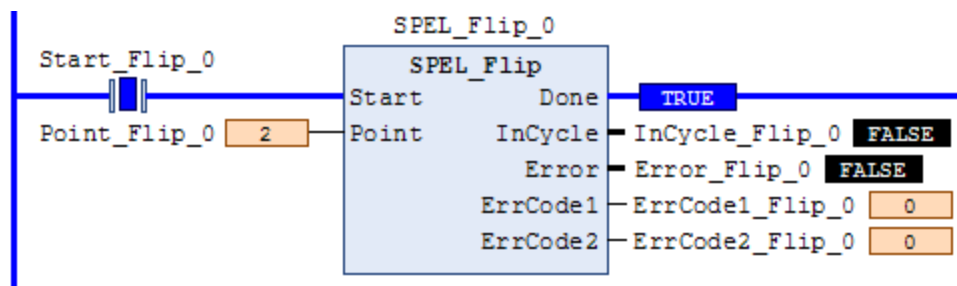 SPEL_Flip_0
Start_Flip_0
SPEL_Flip
Start Done TRUE
Point_Flip_0 2 Point InCycle InCycle_Flip_0 FALSE
Error Error_Flip_0 FALSE
ErrCode1 ErrCode1_Flip_0 0
ErrCode2 ErrCode2_Flip_0 0